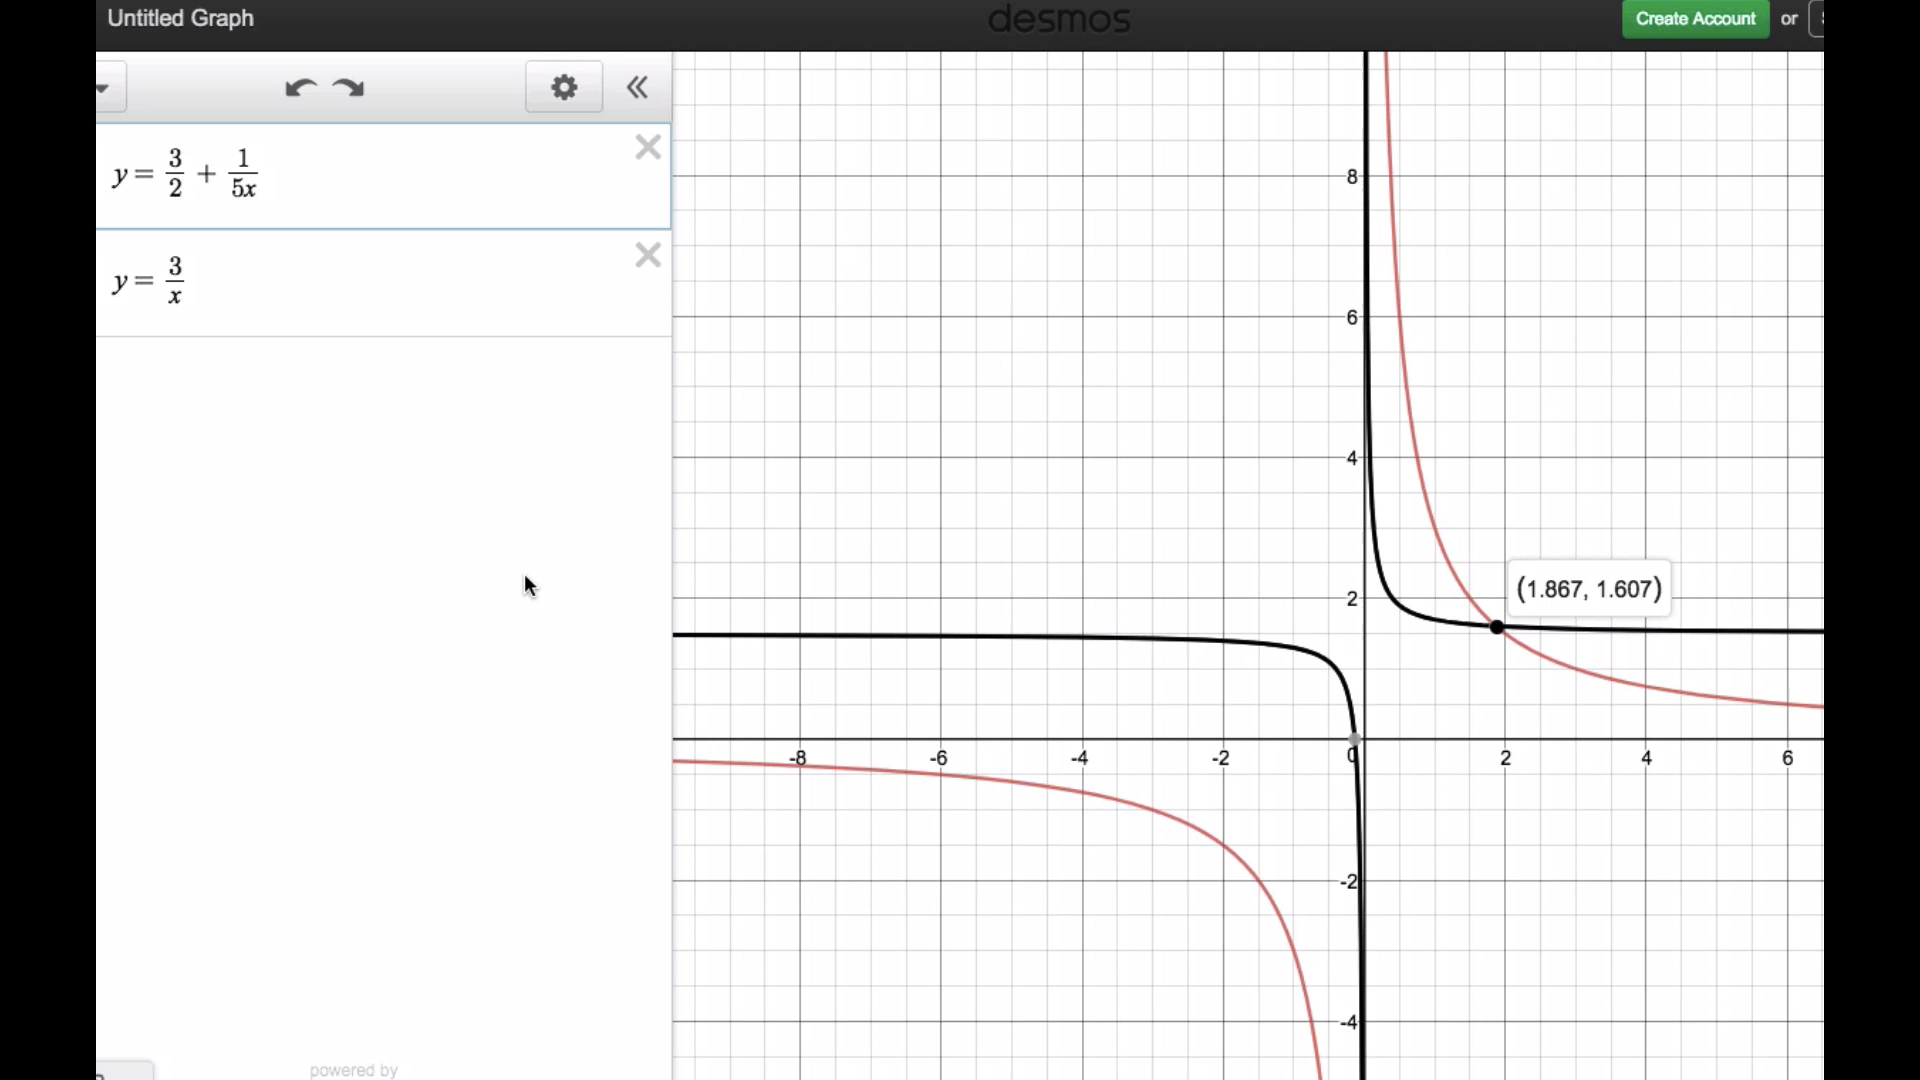 Untitled Graph
desmos
Create Account or
y = 3/2 + 1/5x
y = 3/x
powered by
8
6
4
2
(1.867, 1.607)
-8 -6 -4 -2 0 2 4 6
-2
-4